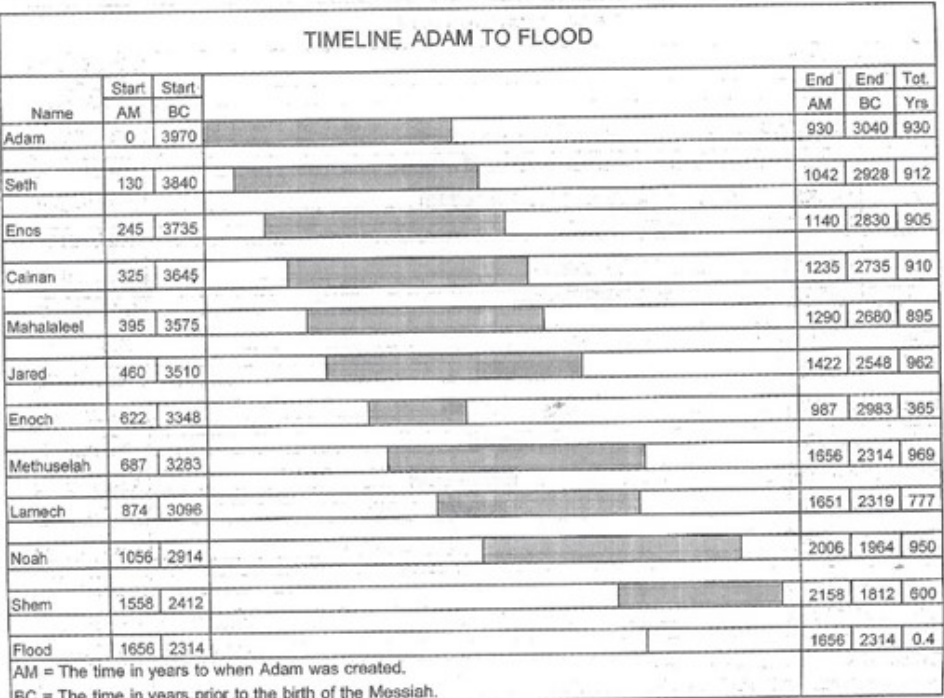 TIMELINE ADAM TO FLOOD
Start Start End End Tot.
Name AM BC AM BC Yrs
Adam 0 3970 930 3040 930
Seth 130 3840 1042 2928 912
Enos 245 3735 1140 2830 905
Cainan 325 3645 1235 2735 910
Mahalaleel 395 3575 1290 2680 895
Jared 460 3510 1422 2548 962
Enoch 622 3348 987 2983 365
Methuselah 687 3283 1656 2314 969
Lamech 874 3096 1651 2319 777
Noah 1056 2914 2006 1964 950
Shem 1558 2412 2158 1812 600
Flood 1656 2314 1656 2314 0.4
AM = The time in years to when Adam was created.
BC = The time in years prior to the birth of the Messiah.